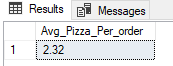 Results Messages
Avg_Pizza_Per_order
1 2.32